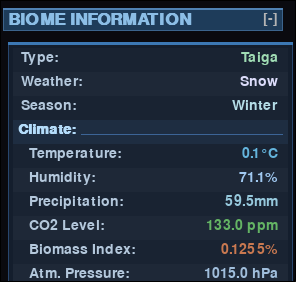 BIOME INFORMATION [-]
Type: Taiga
Weather: Snow
Season: Winter
Climate:
Temperature: 0.1°C
Humidity: 71.1%
Precipitation: 59.5mm
CO2 Level: 133.0 ppm
Biomass Index: 0.1255%
Atm. Pressure: 1015.0 hPa